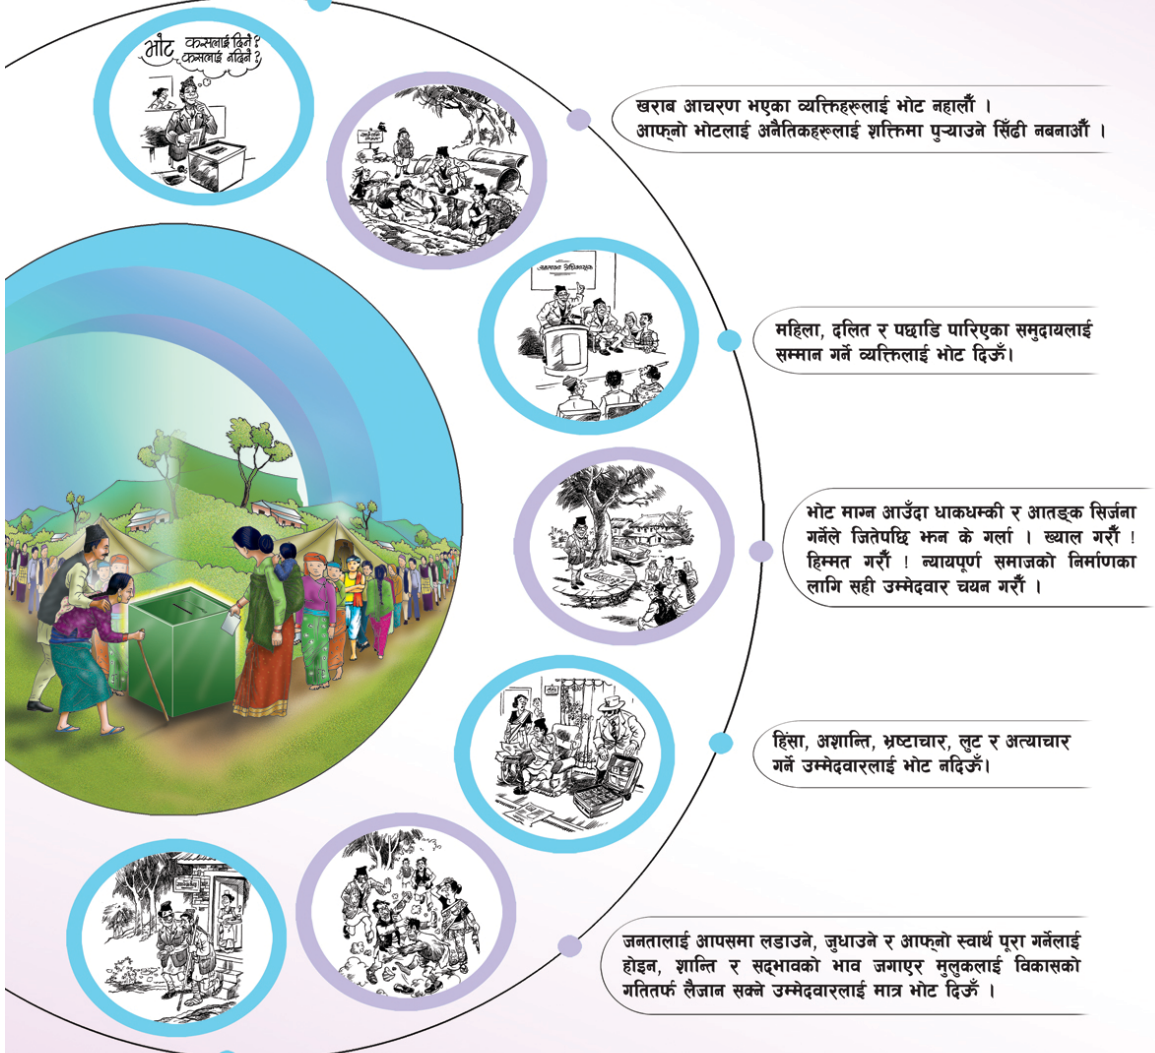 भोट कसलाई दिने?
कसलाई नदिने?
खराब आचरण भएका व्यक्तिहरूलाई भोट नहालौँ ।
आफ्नो भोटलाई अनैतिकहरूलाई शक्तिमा पुऱ्याउने सिँढी नबनाऔँ ।
महिला, दलित र पछाडि पारिएका समुदायलाई
सम्मान गर्ने व्यक्तिलाई भोट दिऊँ।
भोट माग्न आउँदा धाकधम्की र आतङ्क सिर्जना
गर्नेले जितेपछि झन के गर्ला । ख्याल गरौँ !
हिम्मत गरौँ ! न्यायपूर्ण समाजको निर्माणका
लागि सही उम्मेदवार चयन गरौँ ।
हिंसा, अशान्ति, भ्रष्टाचार, लुट र अत्याचार
गर्ने उम्मेदवारलाई भोट नदिऊँ।
जनतालाई आपसमा लडाउने, जुधाउने र आफ्नो स्वार्थ पूरा गर्नेलाई
होइन, शान्ति र सद्भावको भाव जगाएर मुलुकलाई विकासको
गतितर्फ लैजान सक्ने उम्मेदवारलाई मात्र भोट दिऊँ ।